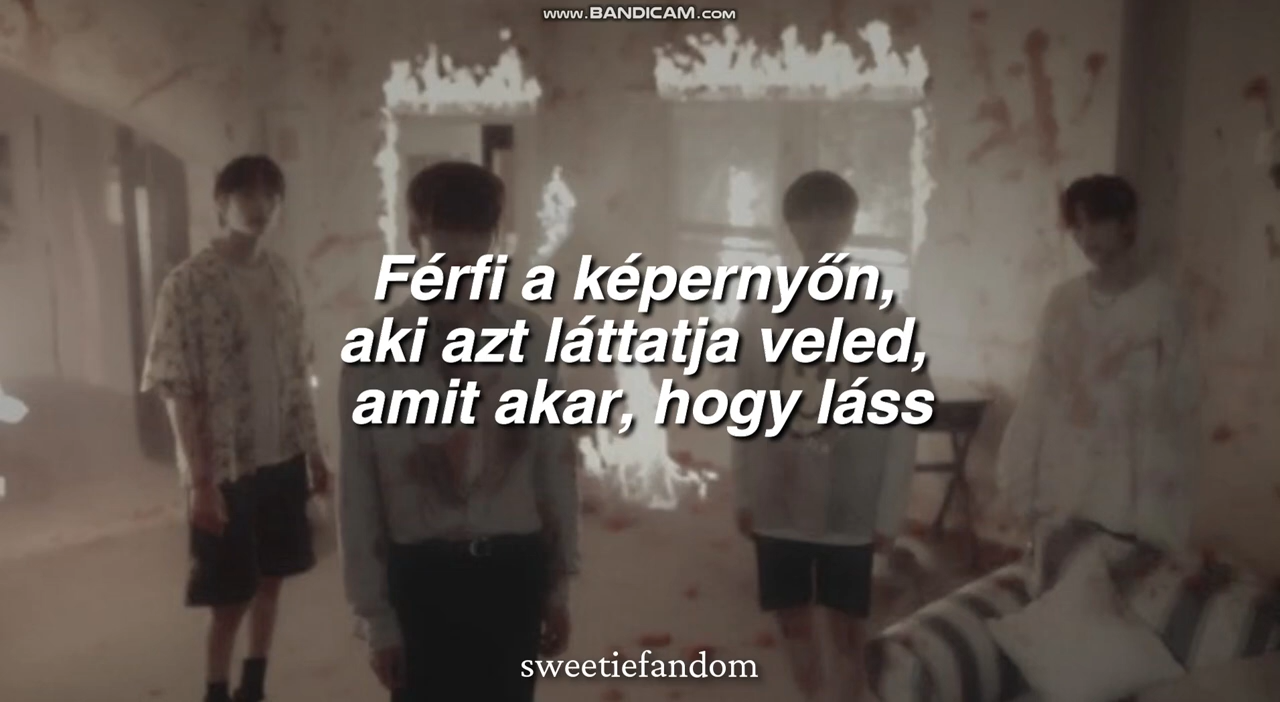 www.BANDICAM.com
Férfi a képernyőn,
aki azt láttatja veled,
amit akar, hogy láss
sweetiefandom